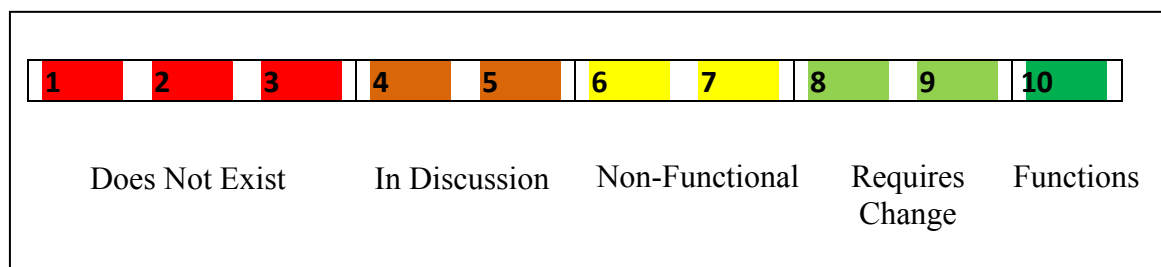 1 2 3 4 5 6 7 8 9 10
Does Not Exist In Discussion Non-Functional Requires Functions
Change